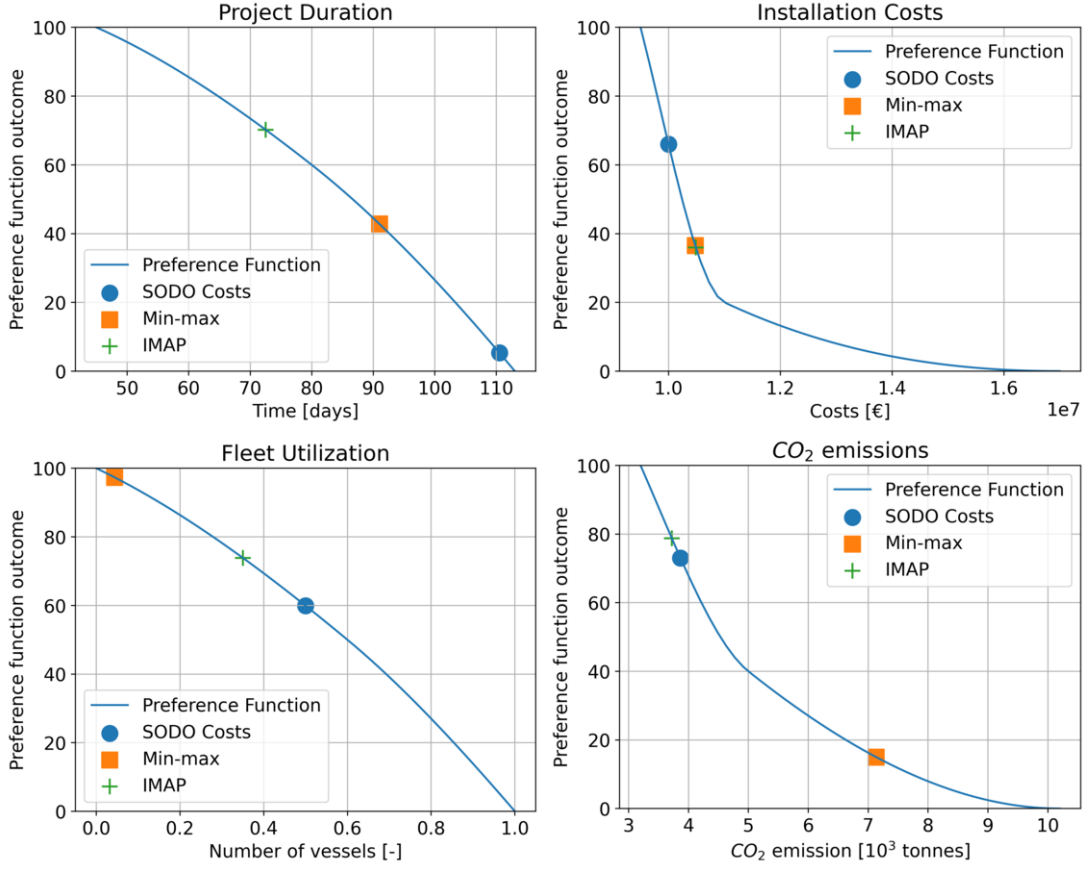 Project Duration
Preference function outcome
100
80
60
40
20
0
Preference Function
SODO Costs
Min-max
IMAP
50 60 70 80 90 100 110
Time [days]
Installation Costs
Preference function outcome
100
80
60
40
20
0
Preference Function
SODO Costs
Min-max
IMAP
1.0 1.2 1.4 1.6
Costs [€]
1e7
Fleet Utilization
Preference function outcome
100
80
60
40
20
0
Preference Function
SODO Costs
Min-max
IMAP
0.0 0.2 0.4 0.6 0.8 1.0
Number of vessels [-]
CO₂ emissions
Preference function outcome
100
80
60
40
20
0
Preference Function
SODO Costs
Min-max
IMAP
3 4 5 6 7 8 9 10
CO₂ emission [10³ tonnes]